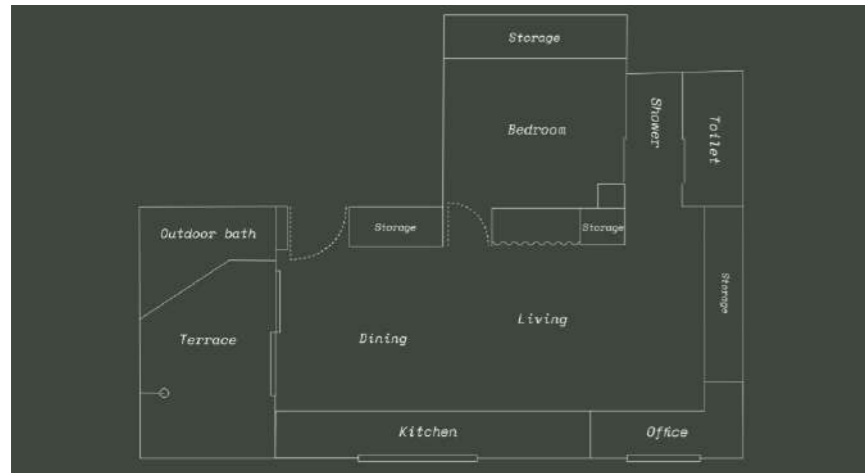 Storage
Bedroom
Shower
Toilet
Outdoor bath
Storage
Storage
Storage
Terrace
Dining
Living
Kitchen
Office